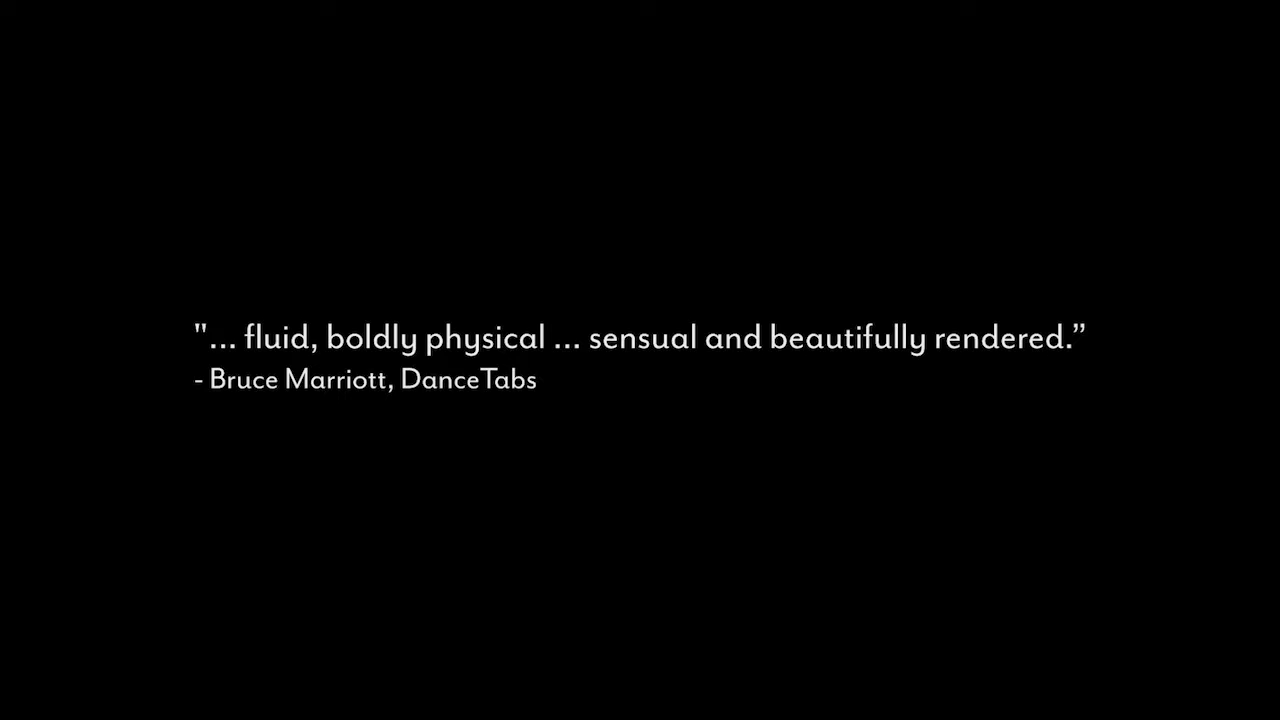 "... fluid, boldly physical ... sensual and beautifully rendered.”
- Bruce Marriott, DanceTabs